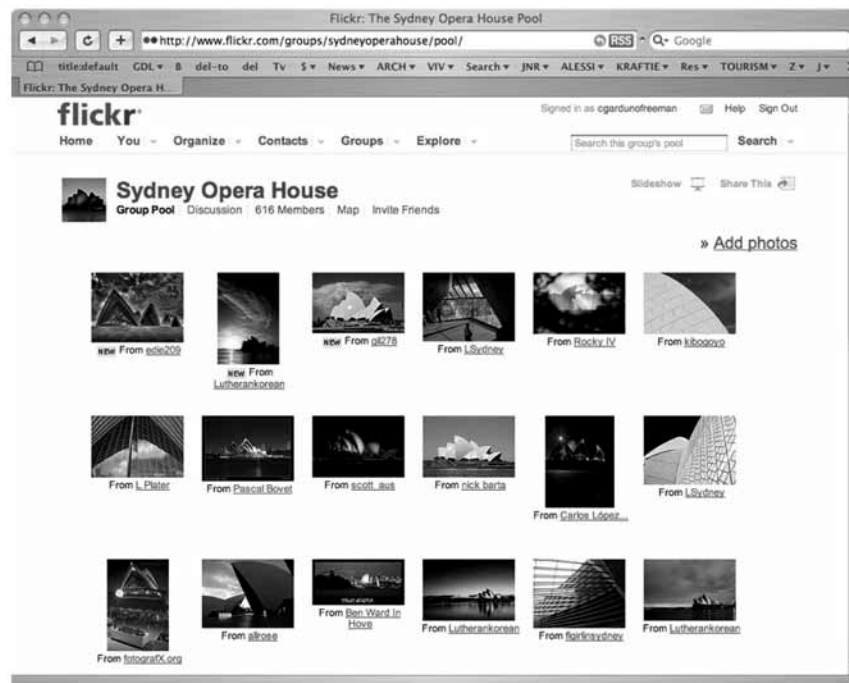 Flickr: The Sydney Opera House Pool
http://www.flickr.com/groups/sydneyoperahouse/pool/ RSS Q Google
title:default GDL B del-to del Tv $ News ARCH VIV Search JNR ALESSI KRAFTIE Res TOURISM Z J
Flickr: The Sydney Opera H...
flickr
Signed in as cgardunofreeman Help Sign Out
Home You Organize Contacts Groups Explore Search this group's pool Search
Sydney Opera House
Slideshow Share This
Group Pool Discussion 616 Members Map Invite Friends
» Add photos
NEW From edie209
NEW From
Lutherankorean
NEW From gll278
From LSydney
From Rocky IV
From kibogoyo
From L Plater
From Pascal Bovet
From scott_aus
From nick barta
From Carlos López...
From LSydney
From fotografX.org
From allrose
From Ben Ward In
Hove
From Lutherankorean
From flgirlinsydney
From Lutherankorean